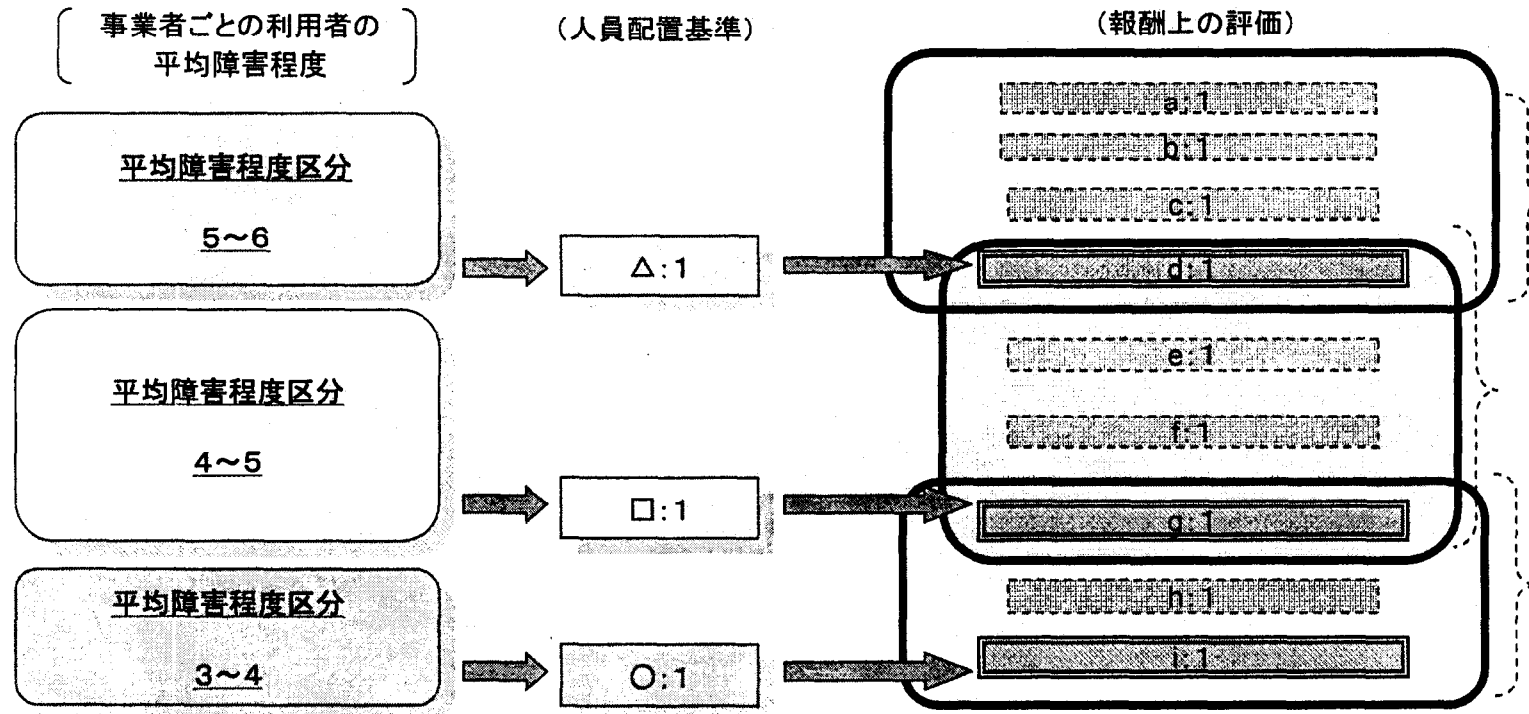 事業者ごとの利用者の
平均障害程度
(人員配置基準)
(報酬上の評価)
平均障害程度区分
5～6
△:1
a:1
b:1
c:1
d:1
平均障害程度区分
4～5
□:1
e:1
f:1
g:1
平均障害程度区分
3～4
○:1
h:1
i:1